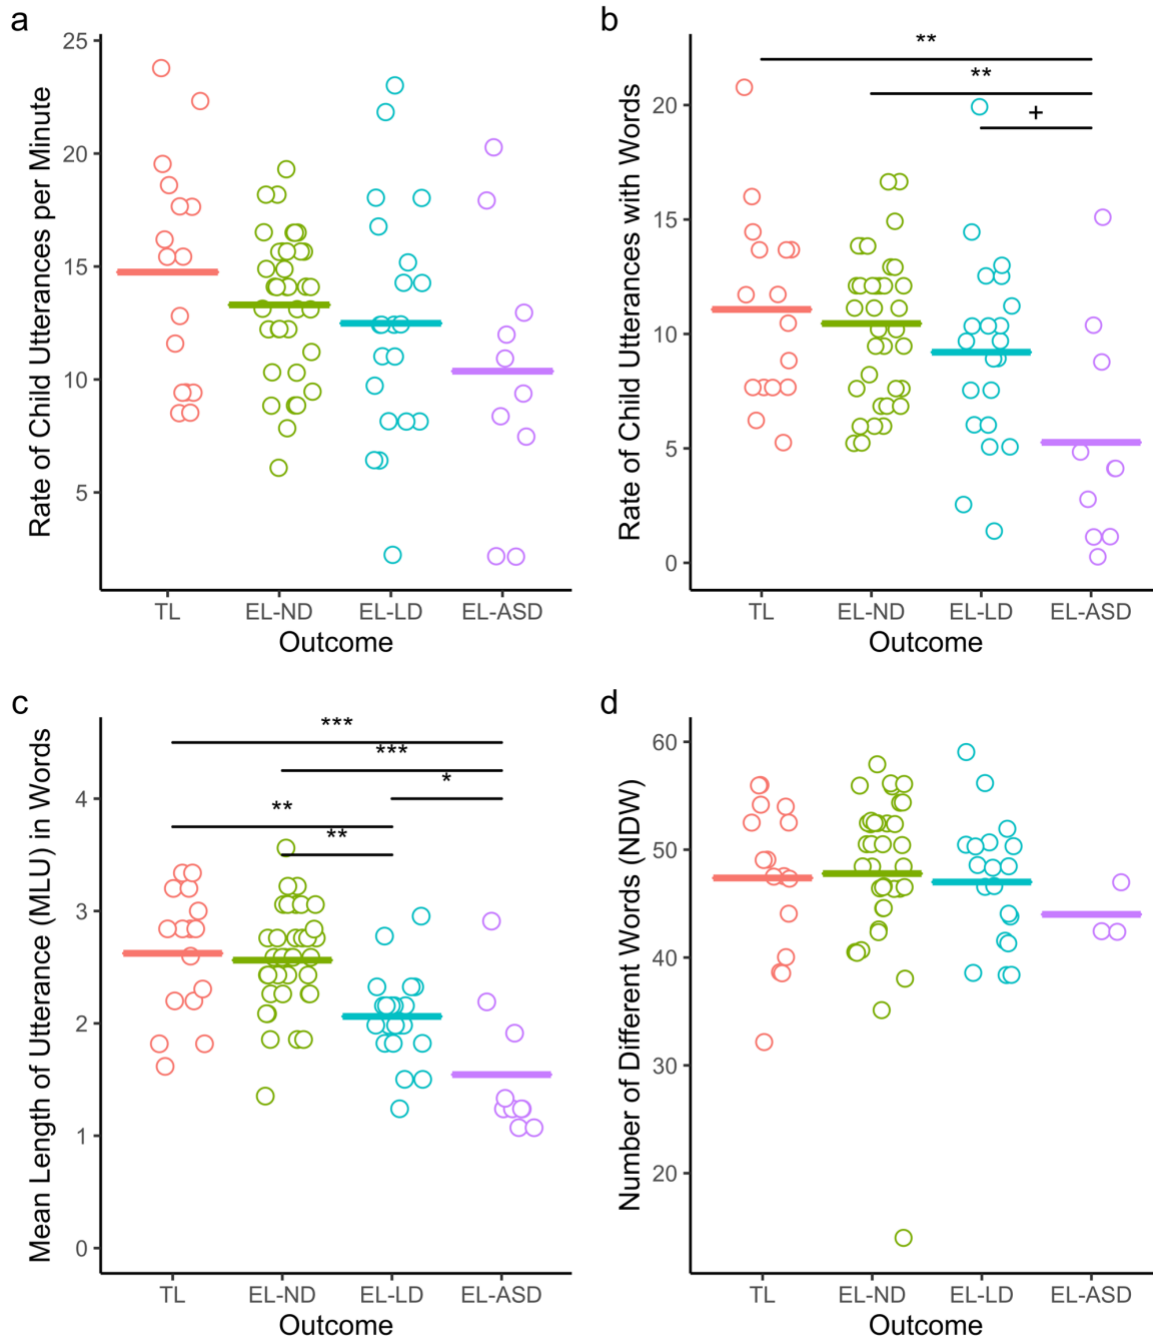 a
Rate of Child Utterances per Minute
25
20
15
10
5
TL EL-ND EL-LD EL-ASD
Outcome
b
Rate of Child Utterances with Words
**
**
+
20
15
10
5
0
TL EL-ND EL-LD EL-ASD
Outcome
c
Mean Length of Utterance (MLU) in Words
***
***
*
**
**
4
3
2
1
0
TL EL-ND EL-LD EL-ASD
Outcome
d
Number of Different Words (NDW)
60
50
40
30
20
TL EL-ND EL-LD EL-ASD
Outcome